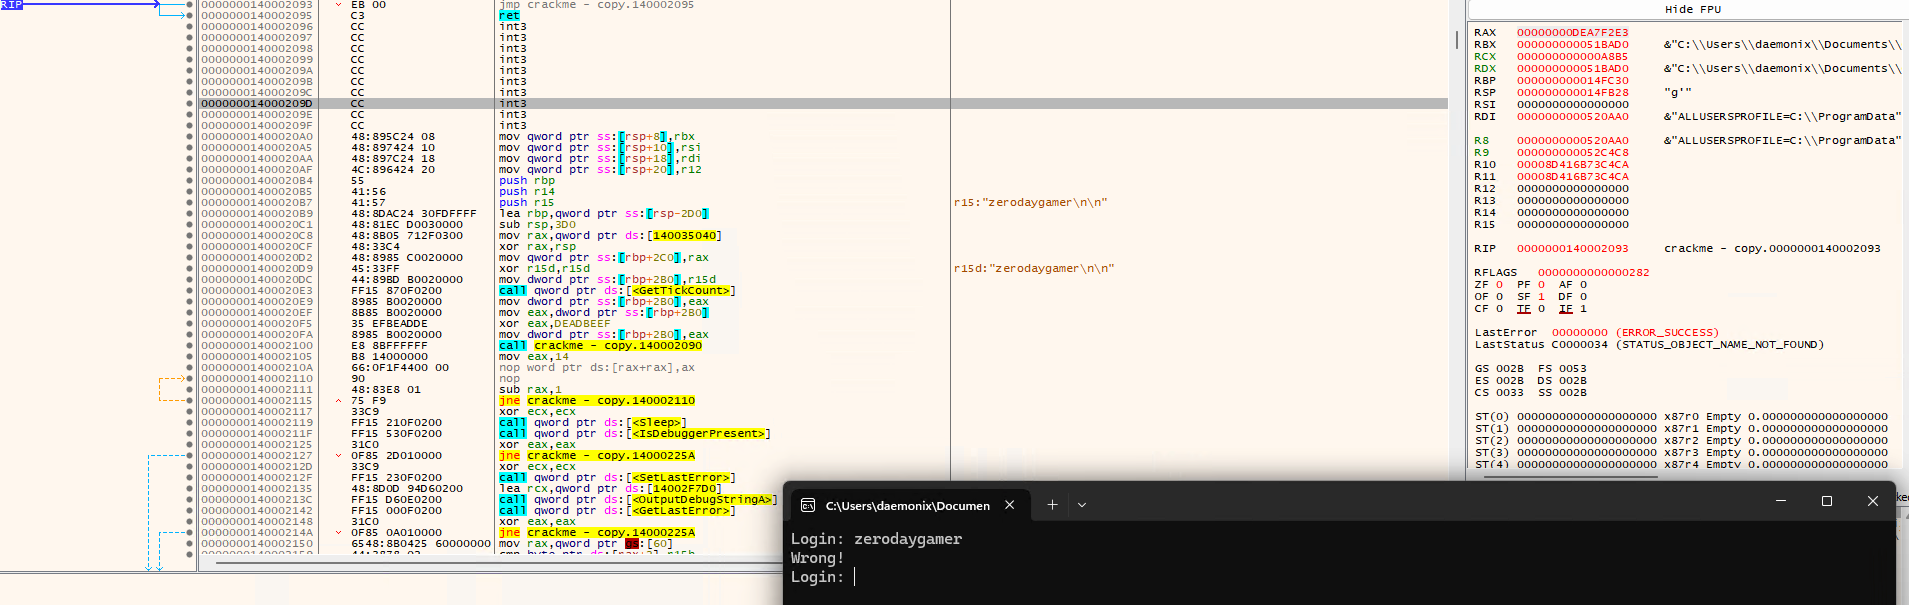 RIP
0000000140002093 EB 00 jmp crackme - copy.140002095
0000000140002095 C3 ret
0000000140002096 CC int3
0000000140002097 CC int3
0000000140002098 CC int3
0000000140002099 CC int3
000000014000209A CC int3
000000014000209B CC int3
000000014000209C CC int3
000000014000209D CC int3
000000014000209E CC int3
000000014000209F CC int3
00000001400020A0 48:895C24 08 mov qword ptr ss:[rsp+8],rbx
00000001400020A5 48:897424 10 mov qword ptr ss:[rsp+10],rsi
00000001400020AA 48:897C24 18 mov qword ptr ss:[rsp+18],rdi
00000001400020AF 4C:896424 20 mov qword ptr ss:[rsp+20],r12
00000001400020B4 55 push rbp
00000001400020B5 41:56 push r14
00000001400020B7 41:57 push r15 r15:"zerodaygamer\n\n"
00000001400020B9 48:8DAC24 30FDFFFF lea rbp,qword ptr ss:[rsp-2D0]
00000001400020C1 48:81EC D0030000 sub rsp,3D0
00000001400020C8 48:8B05 712F0300 mov rax,qword ptr ds:[140035040]
00000001400020CF 48:33C4 xor rax,rsp
00000001400020D2 48:8985 C0020000 mov qword ptr ss:[rbp+2C0],rax
00000001400020D9 45:33FF xor r15d,r15d r15d:"zerodaygamer\n\n"
00000001400020DC 44:89BD B0020000 mov dword ptr ss:[rbp+2B0],r15d
00000001400020E3 FF15 870F0200 call qword ptr ds:[<GetTickCount>]
00000001400020E9 8985 B0020000 mov dword ptr ss:[rbp+2B0],eax
00000001400020EF 8B85 B0020000 mov eax,dword ptr ss:[rbp+2B0]
00000001400020F5 35 EFBEADDE xor eax,DEADBEEF
00000001400020FA 8985 B0020000 mov dword ptr ss:[rbp+2B0],eax
0000000140002100 E8 8BFFFFFF call crackme - copy.140002090
0000000140002105 B8 14000000 mov eax,14
000000014000210A 66:0F1F4400 00 nop word ptr ds:[rax+rax],ax
0000000140002110 90 nop
0000000140002111 48:83E8 01 sub rax,1
0000000140002115 75 F9 jne crackme - copy.140002110
0000000140002117 33C9 xor ecx,ecx
0000000140002119 FF15 210F0200 call qword ptr ds:[<Sleep>]
000000014000211F FF15 530F0200 call qword ptr ds:[<IsDebuggerPresent>]
0000000140002125 31C0 xor eax,eax
0000000140002127 0F85 2D010000 jne crackme - copy.14000225A
000000014000212D 33C9 xor ecx,ecx
000000014000212F FF15 230F0200 call qword ptr ds:[<SetLastError>]
0000000140002135 48:8D0D 94D60200 lea rcx,qword ptr ds:[14002F7D0]
000000014000213C FF15 D60E0200 call qword ptr ds:[<OutputDebugStringA>]
0000000140002142 FF15 000F0200 call qword ptr ds:[<GetLastError>]
0000000140002148 31C0 xor eax,eax
000000014000214A 0F85 0A010000 jne crackme - copy.14000225A
0000000140002150 6548:8B0425 60000000 mov rax,qword ptr gs:[60]
Hide FPU
RAX 00000000DEA7F2E3
RBX 000000000051BAD0 &"C:\\Users\\daemonix\\Documents\\
RCX 000000000000A8B5
RDX 000000000051BAD0 &"C:\\Users\\daemonix\\Documents\\
RBP 000000000014FC30
RSP 000000000014FB28 "g'"
RSI 0000000000000000
RDI 0000000000520AA0 &"ALLUSERSPROFILE=C:\\ProgramData"
R8 0000000000520AA0 &"ALLUSERSPROFILE=C:\\ProgramData"
R9 000000000052C4C8
R10 00008D416B73C4CA
R11 00008D416B73C4CA
R12 0000000000000000
R13 0000000000000000
R14 0000000000000000
R15 0000000000000000
RIP 0000000140002093 crackme - copy.0000000140002093
RFLAGS 0000000000000282
ZF 0 PF 0 AF 0
OF 0 SF 1 DF 0
CF 0 TF 0 IF 1
LastError 00000000 (ERROR_SUCCESS)
LastStatus C0000034 (STATUS_OBJECT_NAME_NOT_FOUND)
GS 002B FS 0053
ES 002B DS 002B
CS 0033 SS 002B
ST(0) 00000000000000000000 x87r0 Empty 0.000000000000000000
ST(1) 00000000000000000000 x87r1 Empty 0.000000000000000000
ST(2) 00000000000000000000 x87r2 Empty 0.000000000000000000
ST(3) 00000000000000000000 x87r3 Empty 0.000000000000000000
ST(4) 00000000000000000000 x87r4 Empty 0.000000000000000000
C:\Users\daemonix\Documen
Login: zerodaygamer
Wrong!
Login: